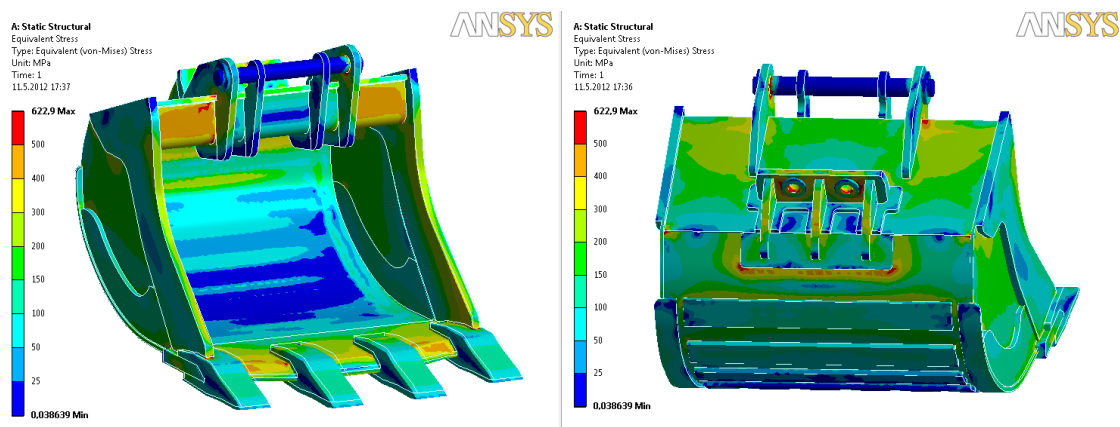 A: Static Structural
Equivalent Stress
Type: Equivalent (von-Mises) Stress
Unit: MPa
Time: 1
11.5.2012 17:37
622,9 Max
500
400
300
200
150
100
50
25
0,038639 Min
ANSYS
A: Static Structural
Equivalent Stress
Type: Equivalent (von-Mises) Stress
Unit: MPa
Time: 1
11.5.2012 17:36
622,9 Max
500
400
300
200
150
100
50
25
0,038639 Min
ANSYS